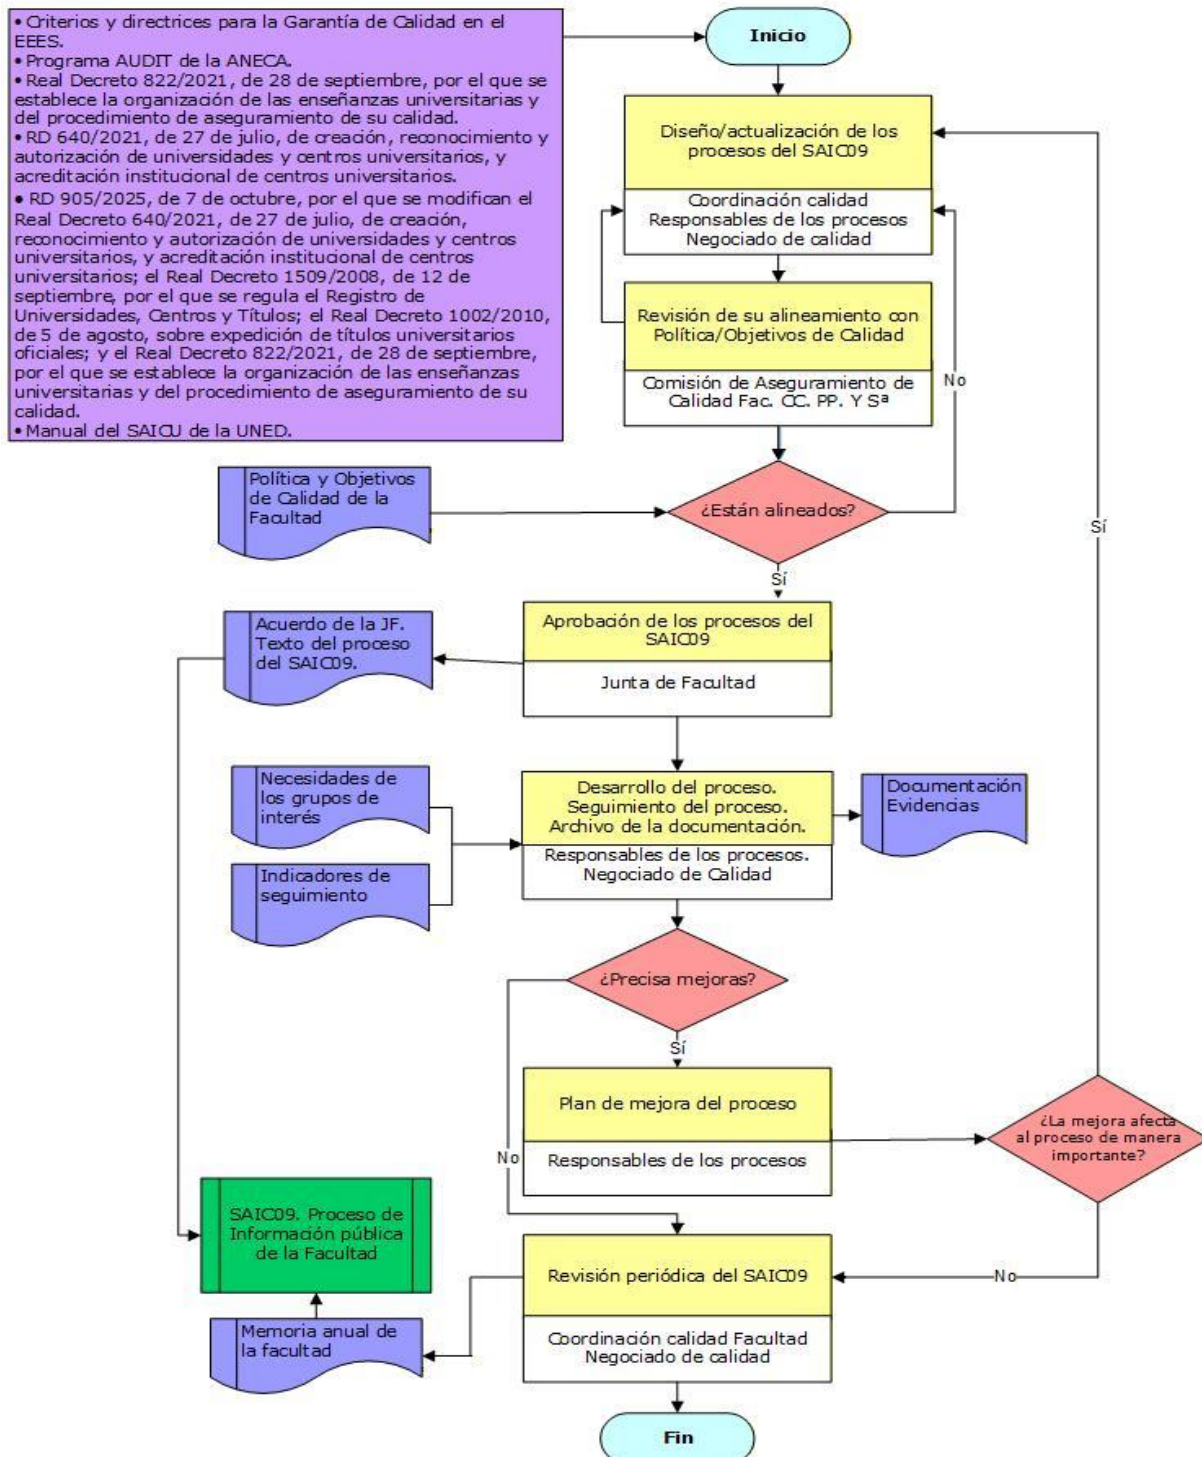 • Criterios y directrices para la Garantía de Calidad en el
EEES.
• Programa AUDIT de la ANECA.
• Real Decreto 822/2021, de 28 de septiembre, por el que se
establece la organización de las enseñanzas universitarias y
del procedimiento de aseguramiento de su calidad.
• RD 640/2021, de 27 de julio, de creación, reconocimiento y
autorización de universidades y centros universitarios, y
acreditación institucional de centros universitarios.
• RD 905/2025, de 7 de octubre, por el que se modifican el
Real Decreto 640/2021, de 27 de julio, de creación,
reconocimiento y autorización de universidades y centros
universitarios, y acreditación institucional de centros
universitarios; el Real Decreto 1509/2008, de 12 de
septiembre, por el que se regula el Registro de
Universidades, Centros y Títulos; el Real Decreto 1002/2010,
de 5 de agosto, sobre expedición de títulos universitarios
oficiales; y el Real Decreto 822/2021, de 28 de septiembre,
por el que se establece la organización de las enseñanzas
universitarias y del procedimiento de aseguramiento de su
calidad.
• Manual del SAICU de la UNED.
Inicio
Diseño/actualización de los
procesos del SAIC09
Coordinación calidad
Responsables de los procesos
Negociado de calidad
Revisión de su alineamiento con
Política/Objetivos de Calidad
Comisión de Aseguramiento de
Calidad Fac. CC. PP. Y Sª
No
Política y Objetivos
de Calidad de la
Facultad
¿Están alineados?
Sí
Sí
Acuerdo de la JF.
Texto del proceso
del SAIC09.
Aprobación de los procesos del
SAIC09
Junta de Facultad
Necesidades de
los grupos de
interés
Indicadores de
seguimiento
Desarrollo del proceso.
Seguimiento del proceso.
Archivo de la documentación.
Responsables de los procesos.
Negociado de Calidad
Documentación
Evidencias
¿Precisa mejoras?
Sí
Plan de mejora del proceso
Responsables de los procesos
No
¿La mejora afecta
al proceso de manera
importante?
SAIC09. Proceso de
Información pública
de la Facultad
Revisión periódica del SAIC09
No
Coordinación calidad Facultad
Negociado de calidad
Memoria anual de
la facultad
Fin